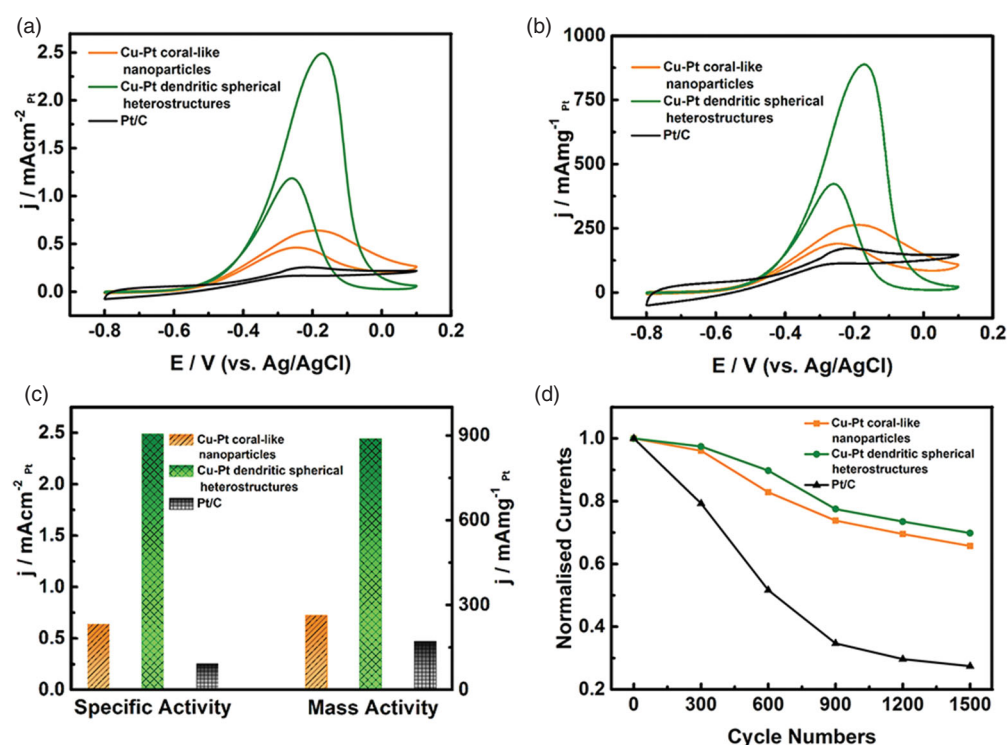 (a)
2.5
2.0
1.5
1.0
0.5
0.0
j / mAcm⁻² Pt
Cu-Pt coral-like
nanoparticles
Cu-Pt dendritic spherical
heterostructures
Pt/C
-0.8 -0.6 -0.4 -0.2 0.0 0.2
E / V (vs. Ag/AgCl)
(b)
1000
750
500
250
0
j / mAmg⁻¹ Pt
Cu-Pt coral-like
nanoparticles
Cu-Pt dendritic spherical
heterostructures
Pt/C
-0.8 -0.6 -0.4 -0.2 0.0 0.2
E / V (vs. Ag/AgCl)
(c)
2.5
2.0
1.5
1.0
0.5
0.0
j / mAcm⁻² Pt
Cu-Pt coral-like
nanoparticles
Cu-Pt dendritic spherical
heterostructures
Pt/C
900
600
300
0
j / mAmg⁻¹ Pt
Specific Activity Mass Activity
(d)
1.0
0.8
0.6
0.4
0.2
Normalised Currents
Cu-Pt coral-like
nanoparticles
Cu-Pt dendritic spherical
heterostructures
Pt/C
0 300 600 900 1200 1500
Cycle Numbers